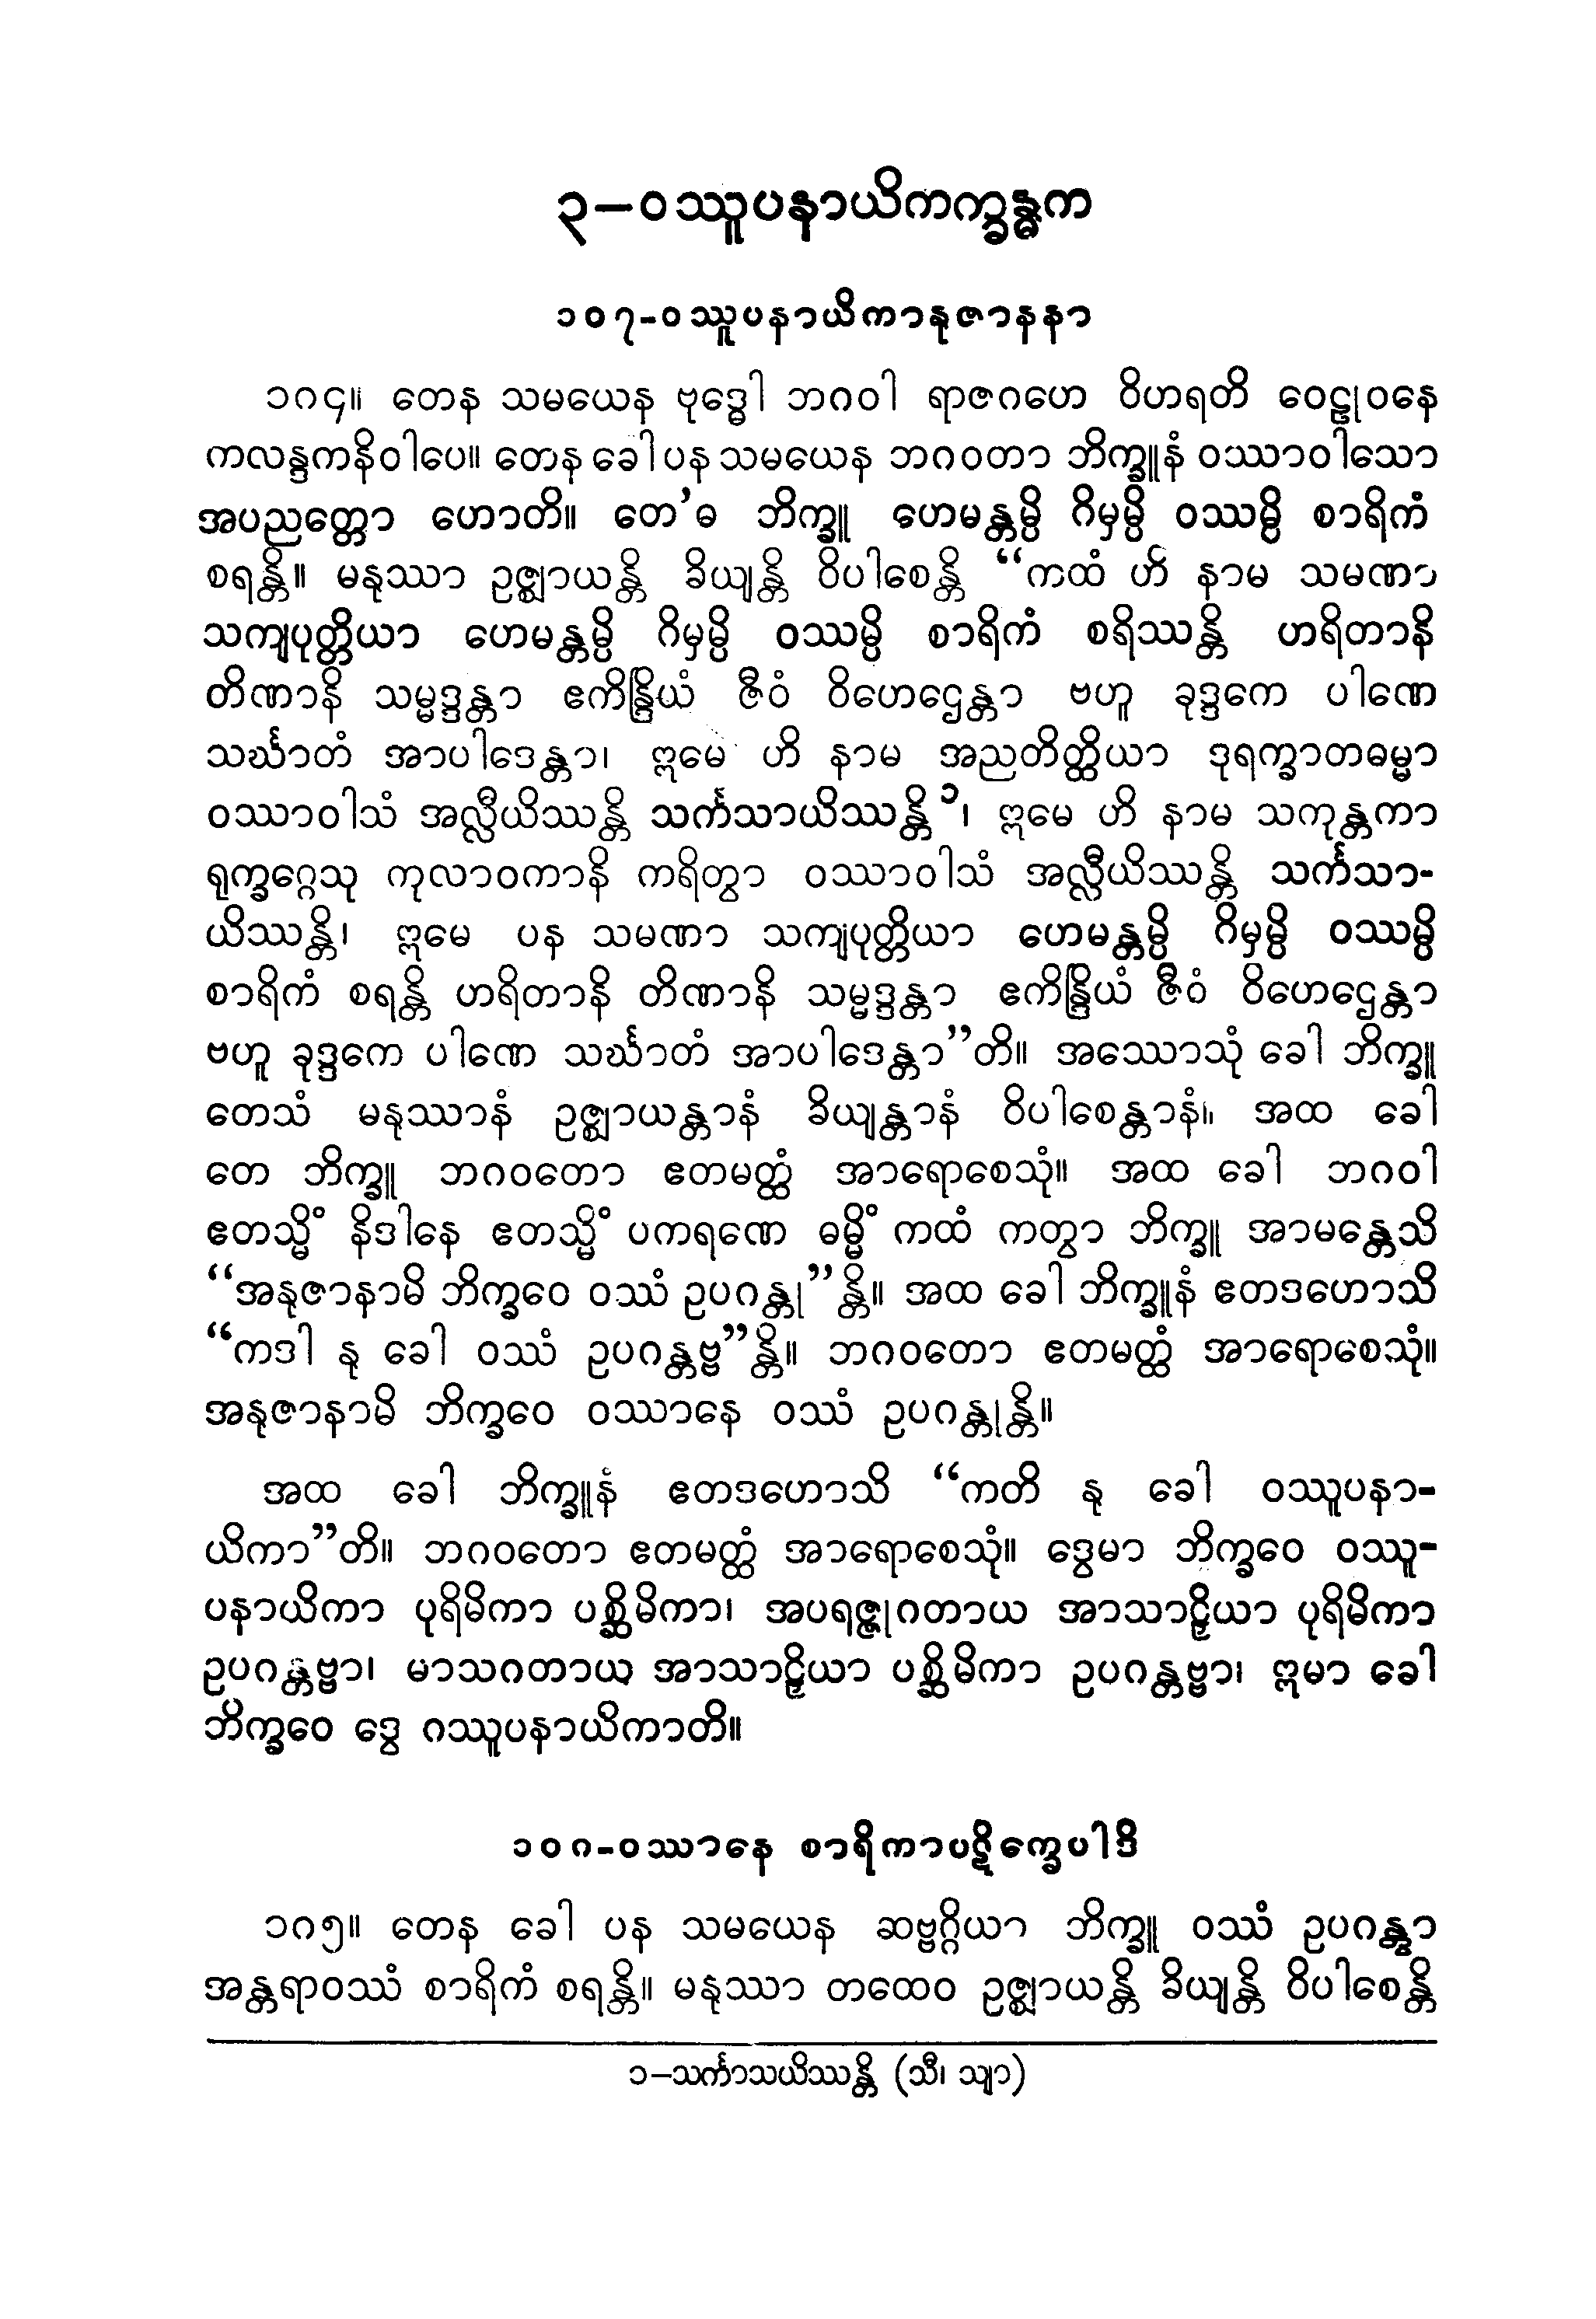 ၃–ဝဿူပနာယိကက္ခန္ဓက
၁၀၇-ဝဿူပနာယိကာနုဇာနနာ
၁၈၄။ တေန သမယေန ဗုဒ္ဓေါ ဘဂဝါ ရာဇဂဟေ ဝိဟရတိ ဝေဠုဝနေ
ကလန္ဒကနိဝါပေ။ တေန ခေါ ပန သမယေန ဘဂဝတာ ဘိက္ခူနံ ဝဿာဝါသော
အပညတ္တော ဟောတိ။ တေ’ဓ ဘိက္ခူ ဟေမန္တမ္ပိ ဂိမှမ္ပိ ဝဿမ္ပိ စာရိကံ
စရန္တိ။ မနုဿာ ဥဇ္ဈာယန္တိ ခိယျန္တိ ဝိပါစေန္တိ “ကထံ ဟိ နာမ သမဏာ
သကျပုတ္တိယာ ဟေမန္တမ္ပိ ဂိမှမ္ပိ ဝဿမ္ပိ စာရိကံ စရိဿန္တိ ဟရိတာနိ
တိဏာနိ သမ္မဒ္ဒန္တာ ဧကိန္ဒြိယံ ဇီဝံ ဝိဟေဌေန္တာ ဗဟူ ခုဒ္ဒကေ ပါဏေ
သင်္ဃာတံ အာပါဒေန္တာ၊ ဣမေ ဟိ နာမ အညတိတ္ထိယာ ဒုရက္ခာတဓမ္မာ
ဝဿာဝါသံ အလ္လီယိဿန္တိ သင်္ကသာယိဿန္တိ ၁၊ ဣမေ ဟိ နာမ သကုန္တကာ
ရုက္ခဂ္ဂေသု ကုလာဝကာနိ ကရိတွာ ဝဿာဝါသံ အလ္လီယိဿန္တိ သင်္ကသာ-
ယိဿန္တိ၊ ဣမေ ပန သမဏာ သကျပုတ္တိယာ ဟေမန္တမ္ပိ ဂိမှမ္ပိ ဝဿမ္ပိ
စာရိကံ စရန္တိ ဟရိတာနိ တိဏာနိ သမ္မဒ္ဒန္တာ ဧကိန္ဒြိယံ ဇီဝံ ဝိဟေဌေန္တာ
ဗဟူ ခုဒ္ဒကေ ပါဏေ သင်္ဃာတံ အာပါဒေန္တာ”တိ။ အဿောသုံ ခေါ ဘိက္ခူ
တေသံ မနုဿာနံ ဥဇ္ဈာယန္တာနံ ခိယျန္တာနံ ဝိပါစေန္တာနံ။ အထ ခေါ
တေ ဘိက္ခူ ဘဂဝတော ဧတမတ္ထံ အာရောစေသုံ။ အထ ခေါ ဘဂဝါ
ဧတသ္မိံ နိဒါနေ ဧတသ္မိံ ပကရဏေ ဓမ္မိံ ကထံ ကတွာ ဘိက္ခူ အာမန္တေသိ
“အနုဇာနာမိ ဘိက္ခဝေ ဝဿံ ဥပဂန္တု”န္တိ။ အထ ခေါ ဘိက္ခူနံ ဧတဒဟောသိ
“ကဒါ နု ခေါ ဝဿံ ဥပဂန္တဗ္ဗ”န္တိ။ ဘဂဝတော ဧတမတ္ထံ အာရောစေသုံ။
အနုဇာနာမိ ဘိက္ခဝေ ဝဿာနေ ဝဿံ ဥပဂန္တုန္တိ။
အထ ခေါ ဘိက္ခူနံ ဧတဒဟောသိ “ကတိ နု ခေါ ဝဿူပနာ-
ယိကာ”တိ။ ဘဂဝတော ဧတမတ္ထံ အာရောစေသုံ။ ဒွေမာ ဘိက္ခဝေ ဝဿူ-
ပနာယိကာ ပုရိမိကာ ပစ္ဆိမိကာ၊ အပရဇ္ဇုဂတာယ အာသာဠှိယာ ပုရိမိကာ
ဥပဂန္တဗ္ဗာ၊ မာသဂတာယ အာသာဠှိယာ ပစ္ဆိမိကာ ဥပဂန္တဗ္ဗာ၊ ဣမာ ခေါ
ဘိက္ခဝေ ဒွေ ဂဿူပနာယိကာတိ။
၁၀၈-ဝဿာနေ စာရိကာပဋိက္ခေပါဒိ
၁၈၅။ တေန ခေါ ပန သမယေန ဆဗ္ဗဂ္ဂိယာ ဘိက္ခူ ဝဿံ ဥပဂန္တွာ
အန္တရာဝဿံ စာရိကံ စရန္တိ။ မနုဿာ တထေဝ ဥဇ္ဈာယန္တိ ခိယျန္တိ ဝိပါစေန္တိ
၁–သင်္ကာသယိဿန္တိ (သီ၊ သျာ)